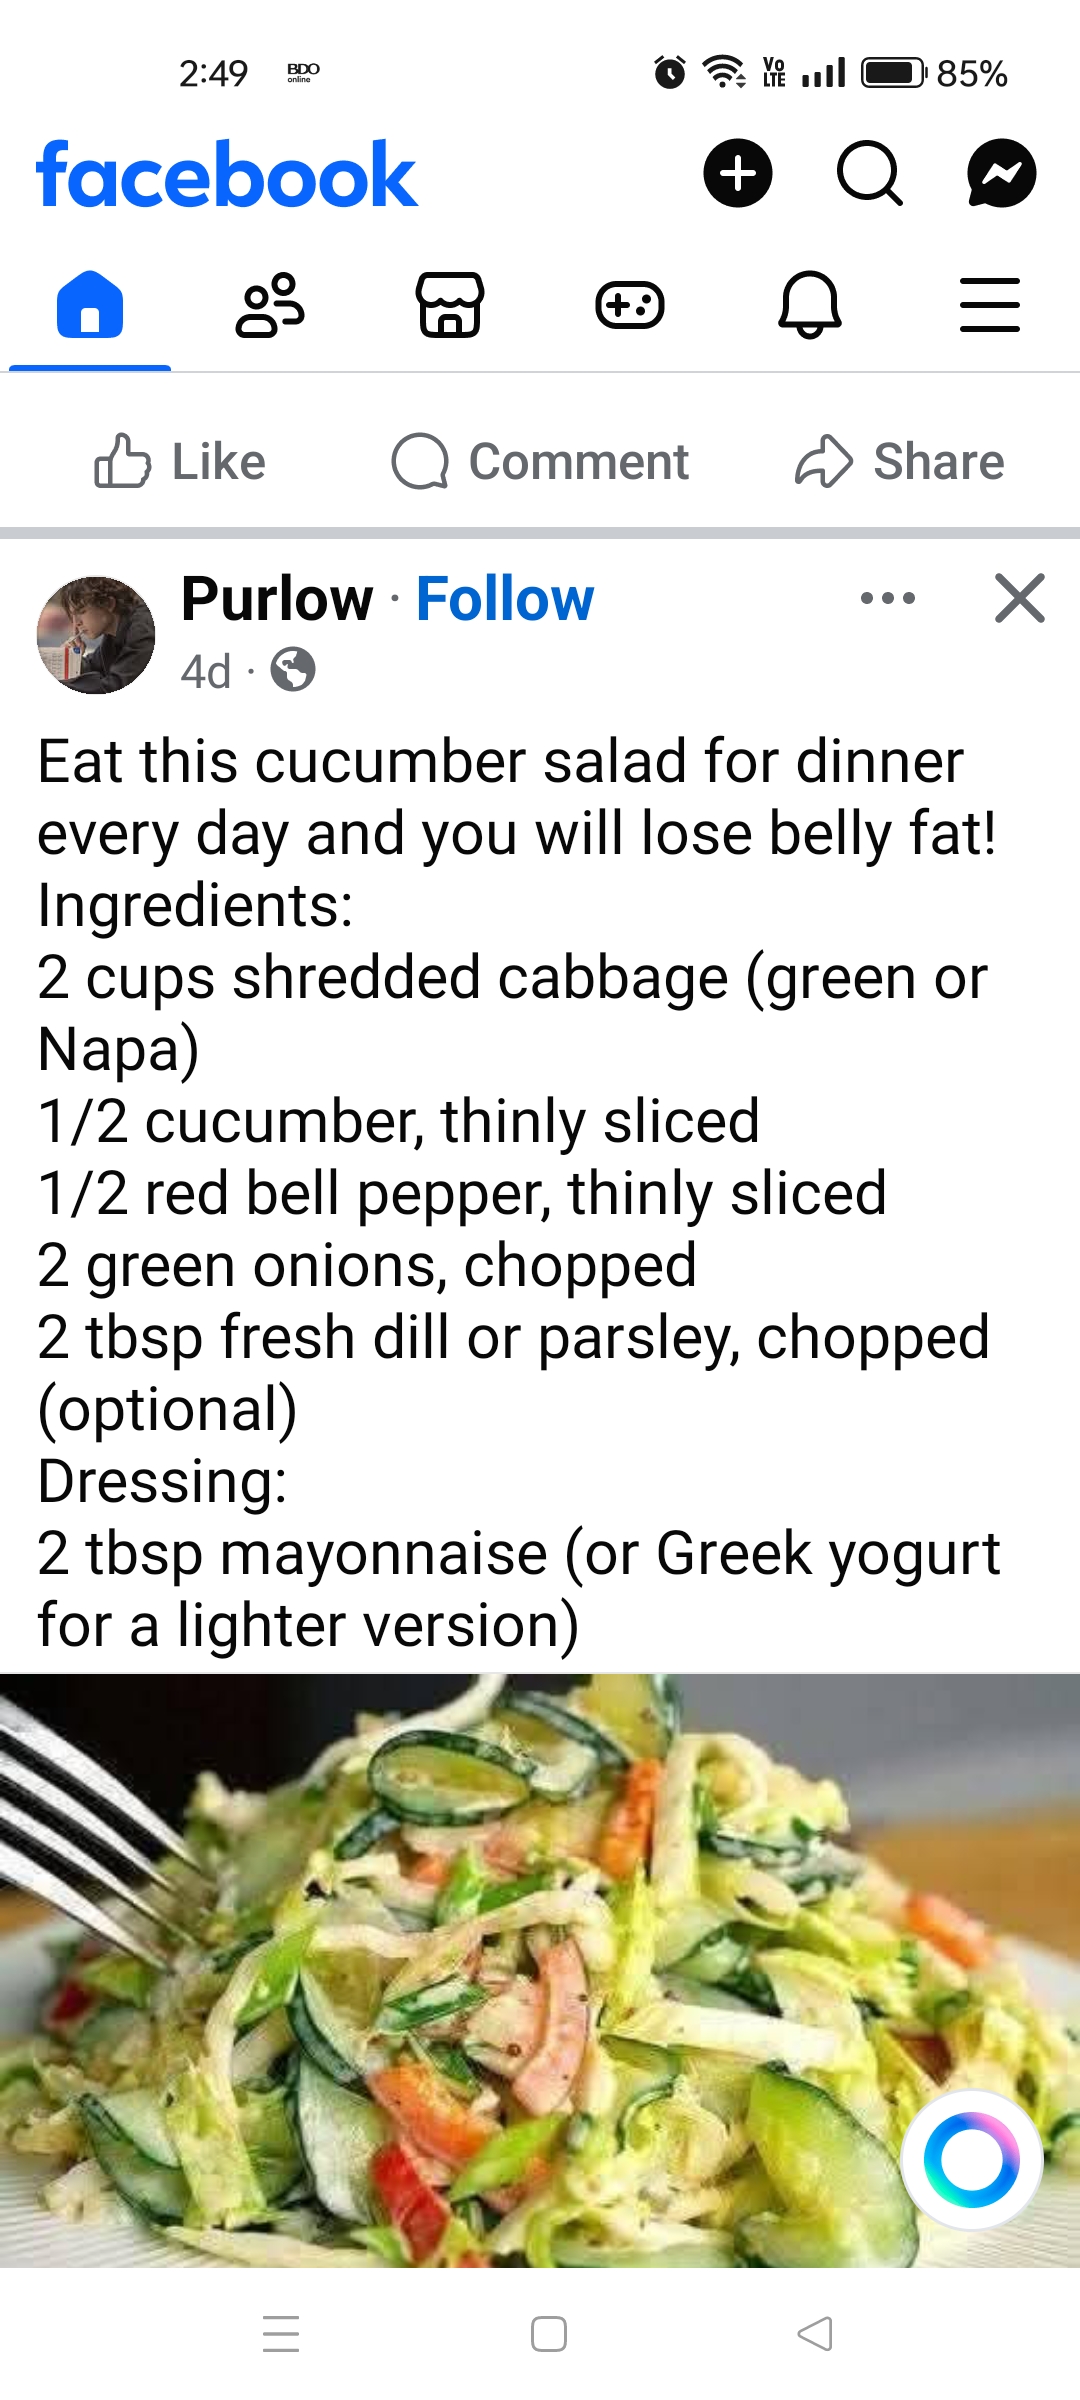 2:49 BDO online Vo LTE 85%
facebook
Like Comment Share
Purlow · Follow
4d ·
Eat this cucumber salad for dinner
every day and you will lose belly fat!
Ingredients:
2 cups shredded cabbage (green or
Napa)
1/2 cucumber, thinly sliced
1/2 red bell pepper, thinly sliced
2 green onions, chopped
2 tbsp fresh dill or parsley, chopped
(optional)
Dressing:
2 tbsp mayonnaise (or Greek yogurt
for a lighter version)